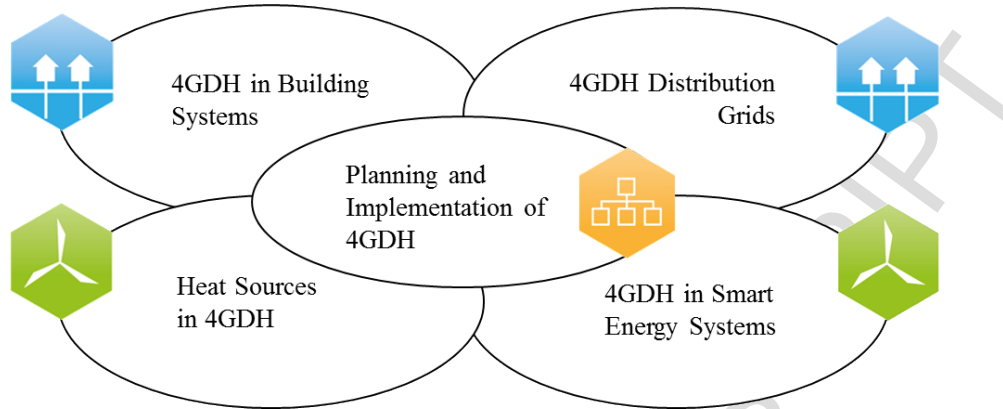 4GDH in Building
Systems
4GDH Distribution
Grids
Planning and
Implementation of
4GDH
Heat Sources
in 4GDH
4GDH in Smart
Energy Systems